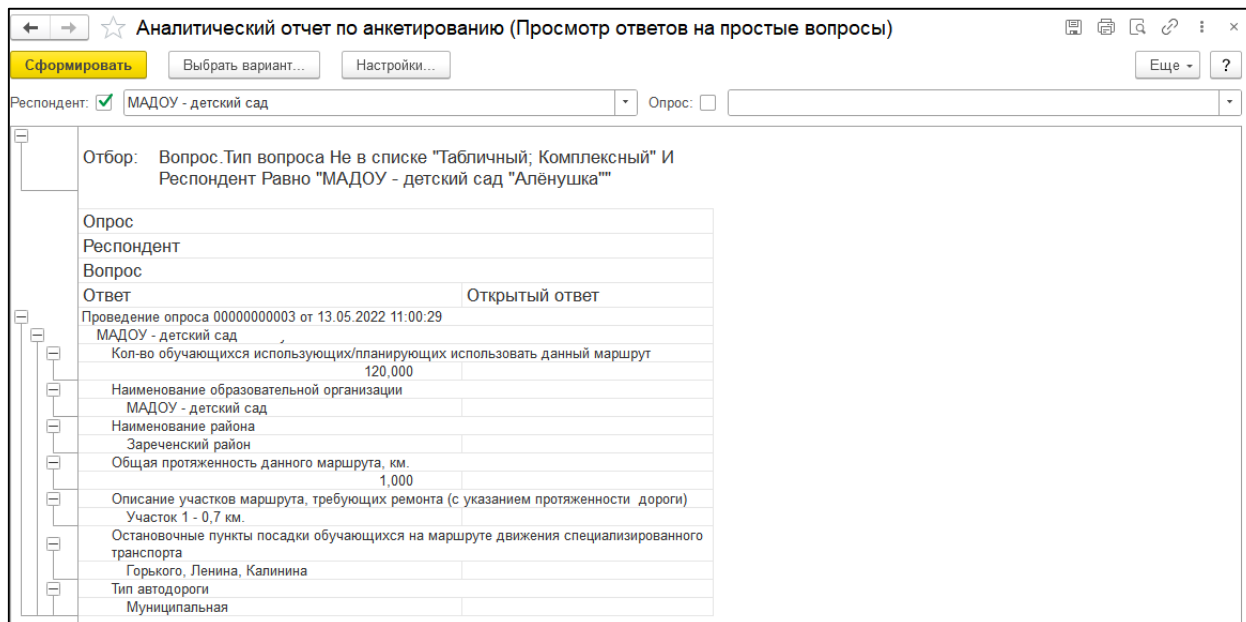 Аналитический отчет по анкетированию (Просмотр ответов на простые вопросы)
Сформировать Выбрать вариант... Настройки... Еще ?
Респондент: МАДОУ - детский сад Опрос:
Отбор: Вопрос.Тип вопроса Не в списке "Табличный; Комплексный" И
Респондент Равно "МАДОУ - детский сад "Алёнушка""
Опрос
Респондент
Вопрос
Ответ Открытый ответ
Проведение опроса 00000000003 от 13.05.2022 11:00:29
МАДОУ - детский сад
Кол-во обучающихся использующих/планирующих использовать данный маршрут
120,000
Наименование образовательной организации
МАДОУ - детский сад
Наименование района
Зареченский район
Общая протяженность данного маршрута, км.
1,000
Описание участков маршрута, требующих ремонта (с указанием протяженности дороги)
Участок 1 - 0,7 км.
Остановочные пункты посадки обучающихся на маршруте движения специализированного
транспорта
Горького, Ленина, Калинина
Тип автодороги
Муниципальная